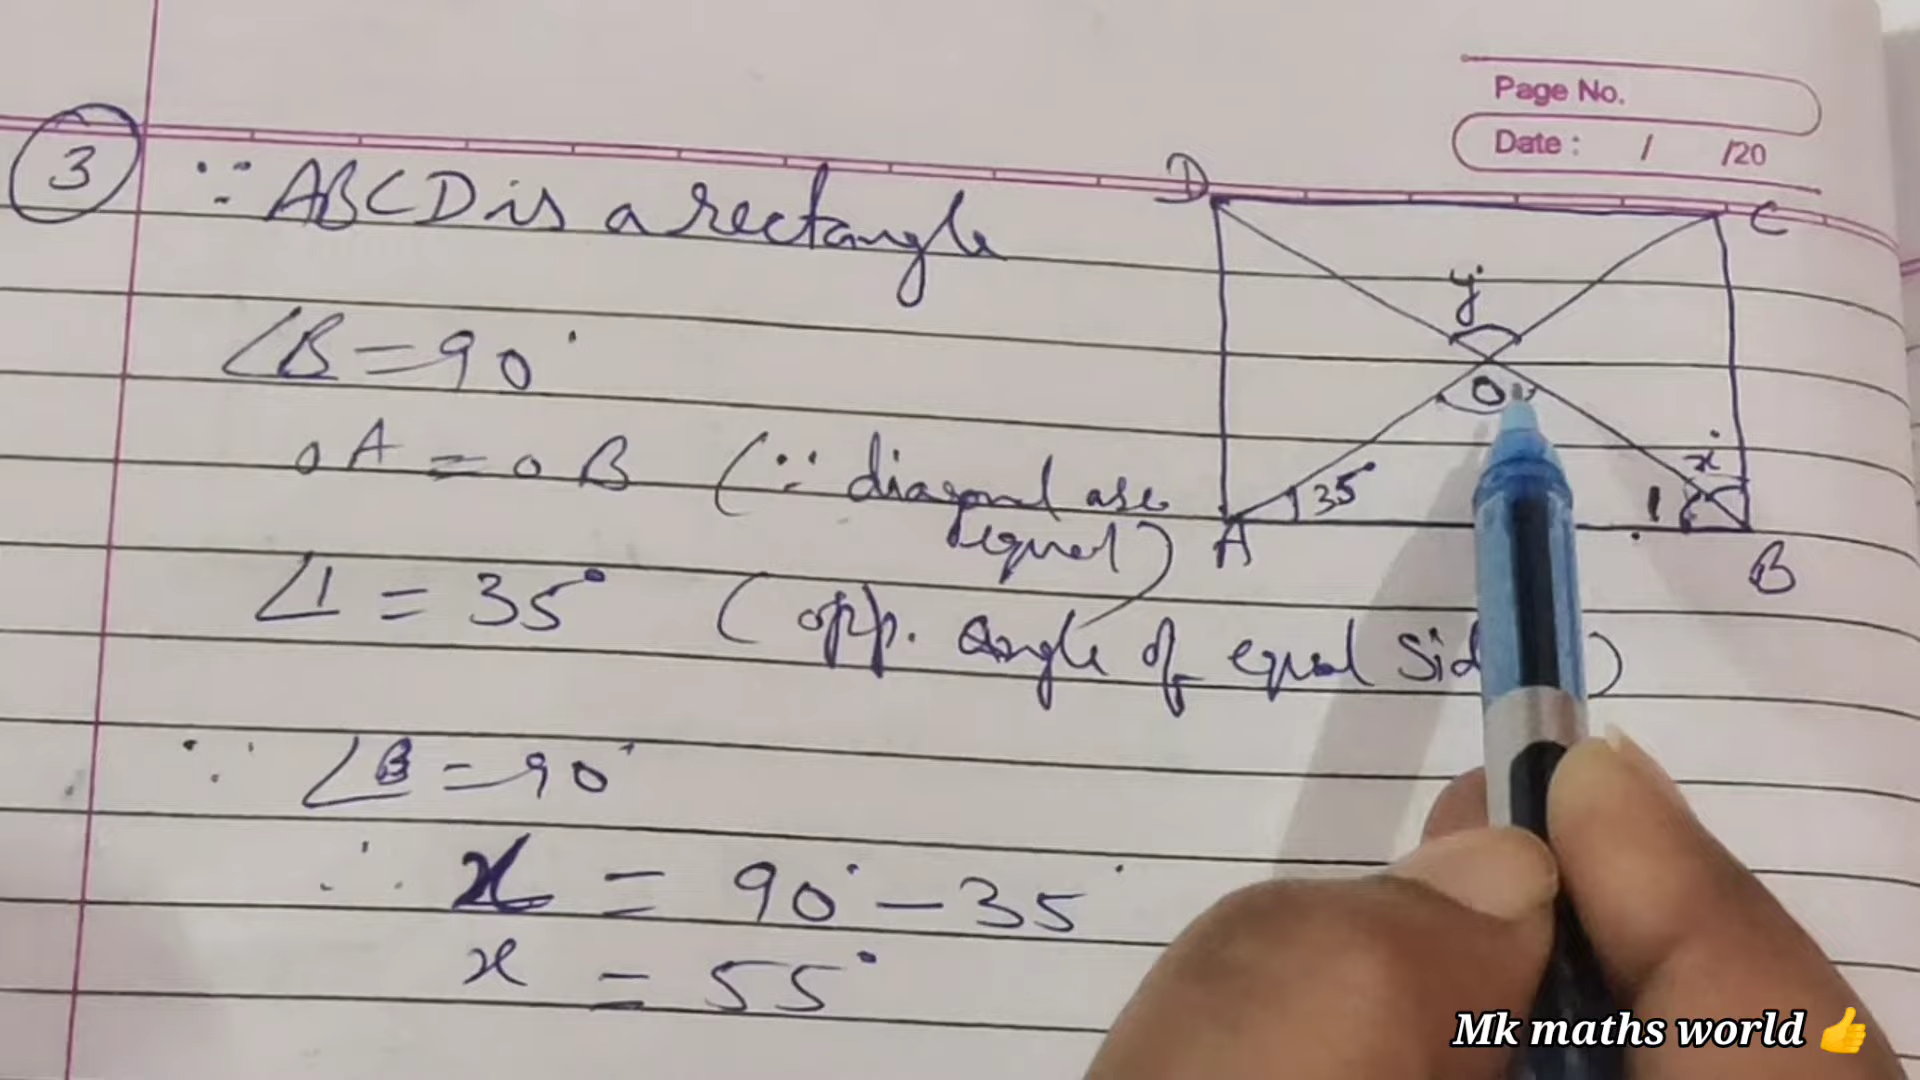 Page No.
Date : / /20
3 ∵ ABCD is a rectangle
∠B = 90°
OA = OB (∵ diagonal are equal)
∠1 = 35° (opp. angle of equal Sid )
∵ ∠B = 90°
∴ x = 90° - 35°
x = 55°
D
C
y°
O
x°
35°
1
A
B
Mk maths world 👍